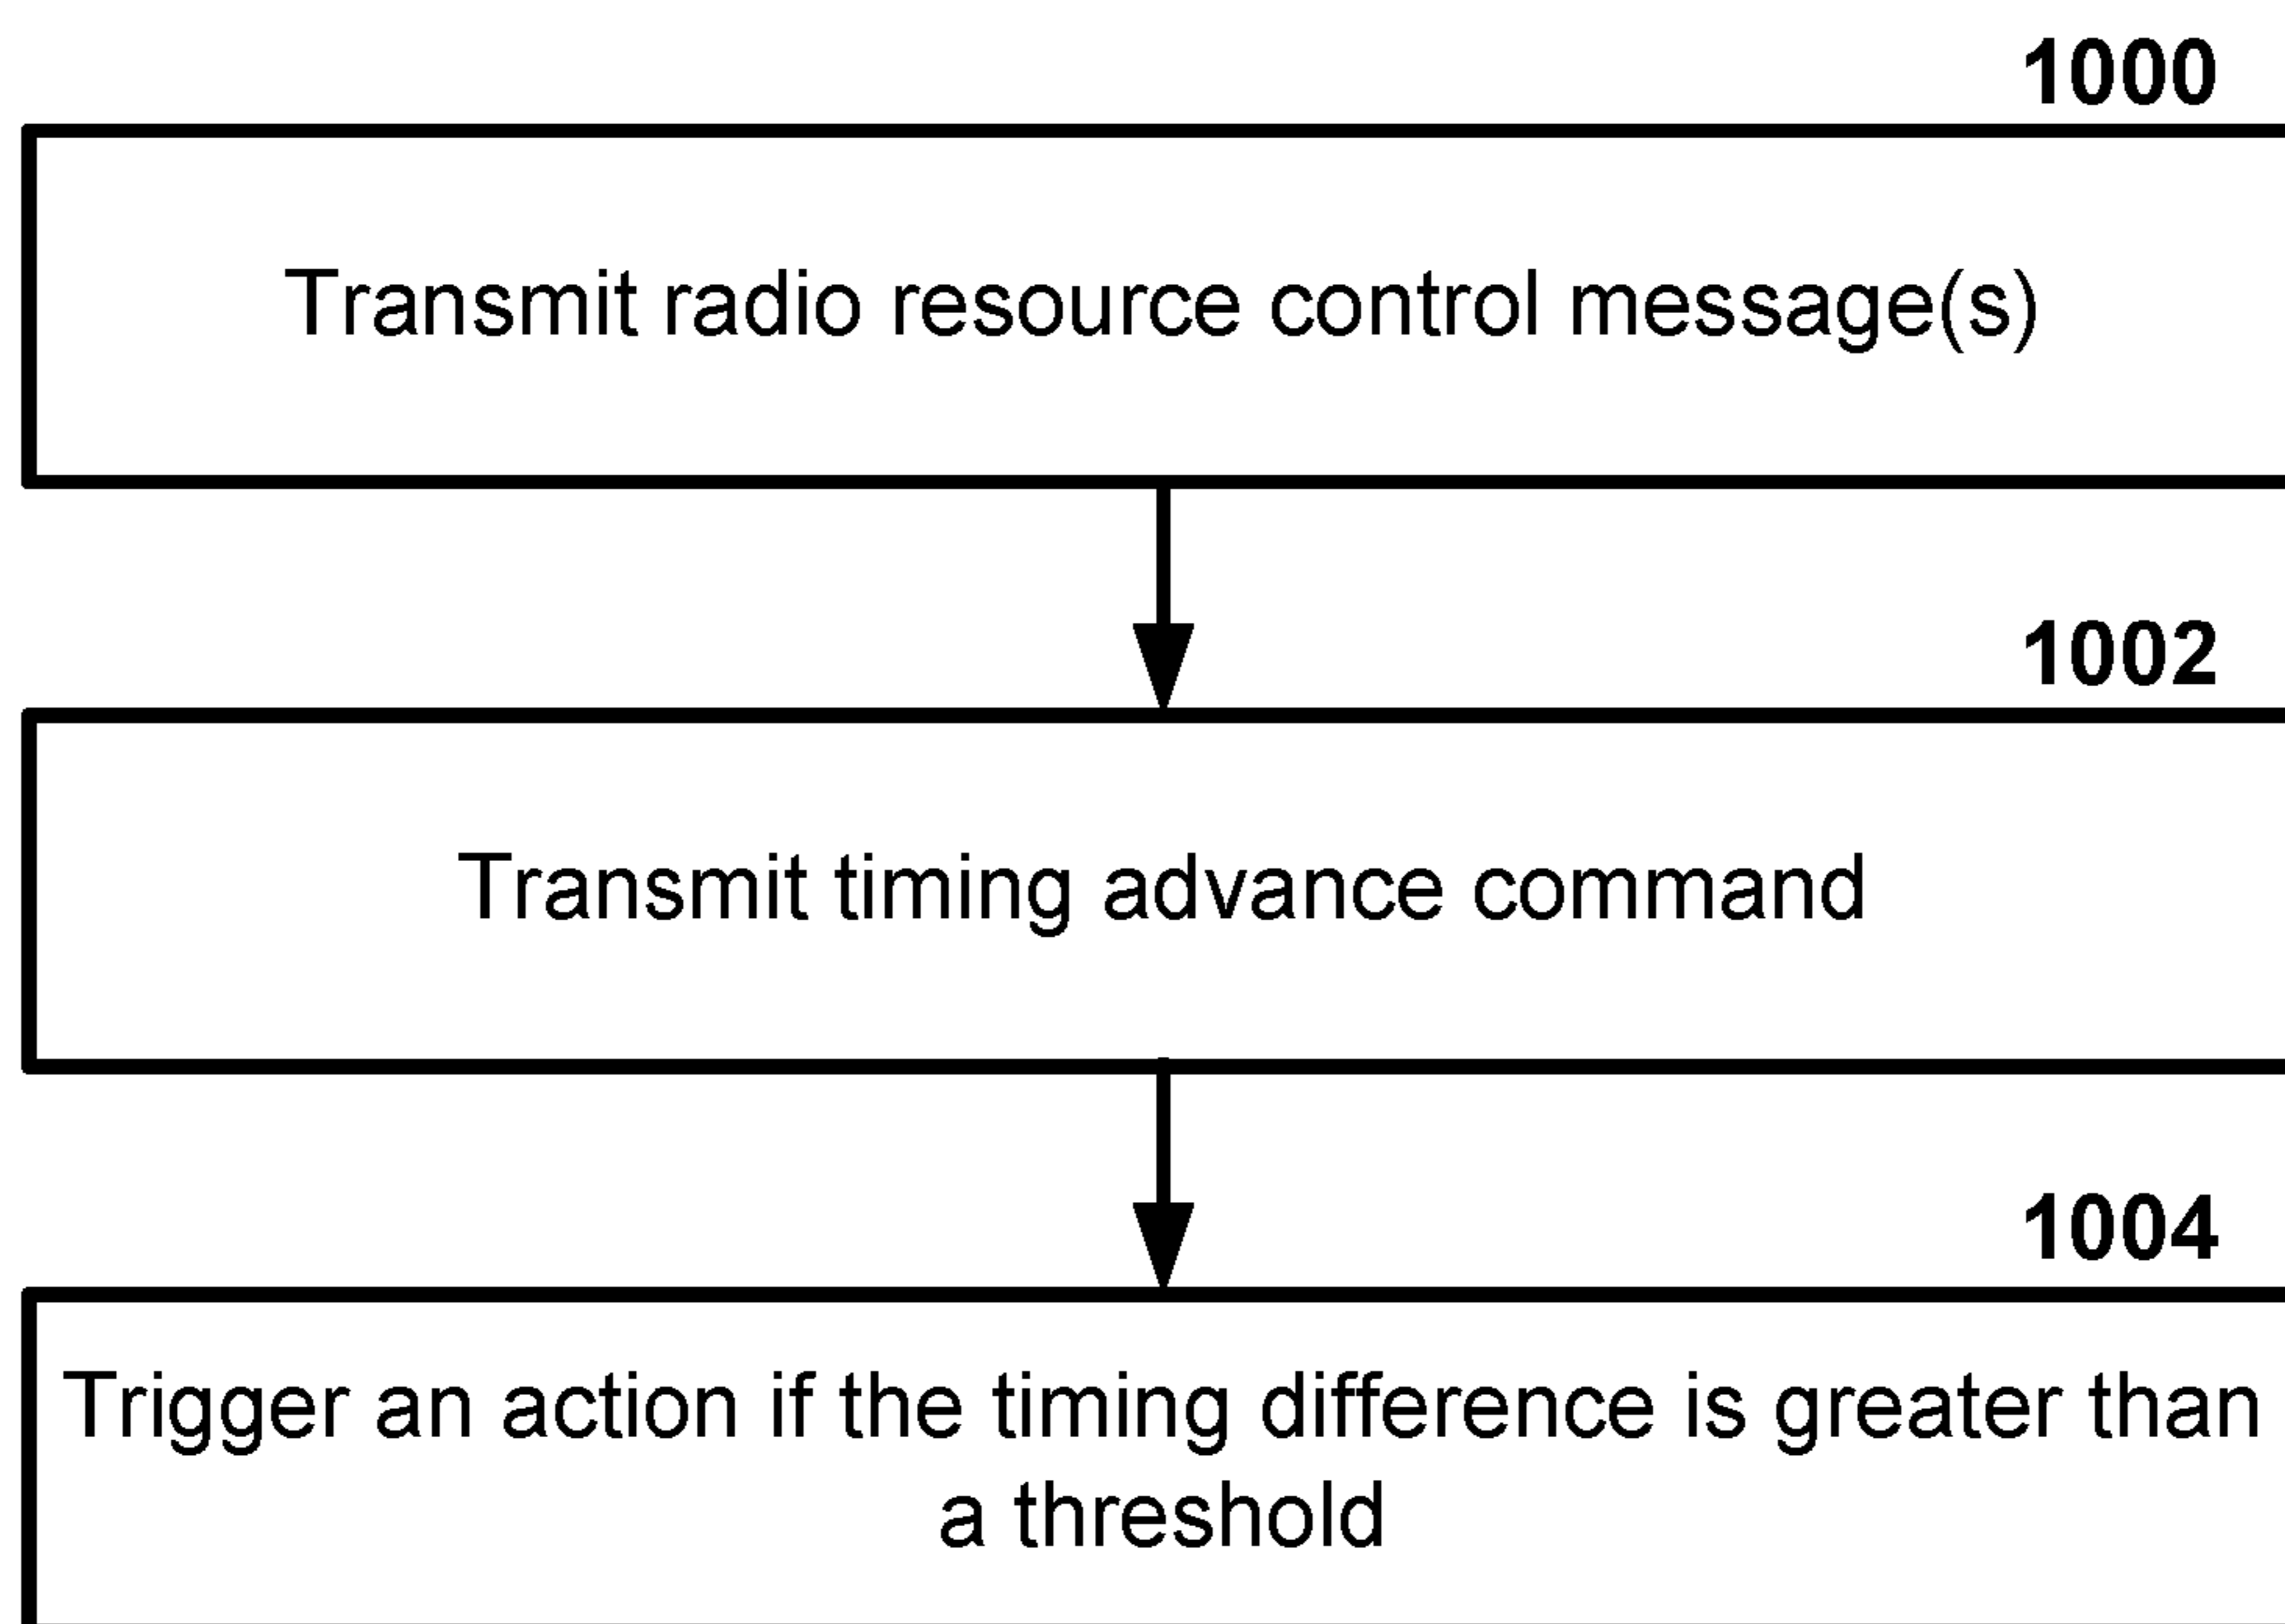 1000
Transmit radio resource control message(s)
1002
Transmit timing advance command
1004
Trigger an action if the timing difference is greater than
a threshold